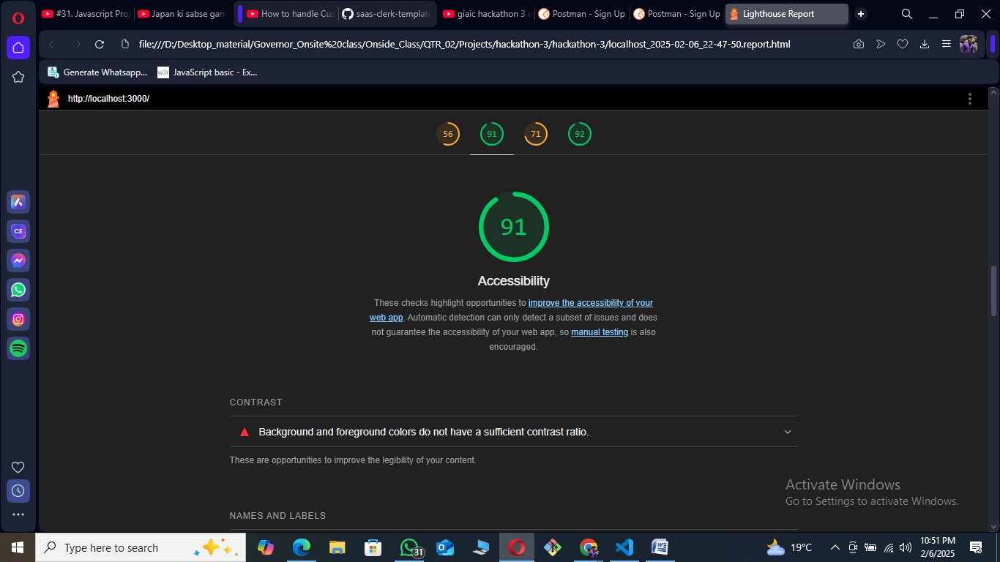 #31. Javascript Proj
Japan ki sabse gand
How to handle Cus
saas-clerk-template
giaic hackathon 3 c
Postman - Sign Up
Postman - Sign Up
Lighthouse Report
file:///D:/Desktop_material/Governor_Onsite%20class/Onside_Class/QTR_02/Projects/hackathon-3/hackathon-3/localhost_2025-02-06_22-47-50.report.html
Generate Whatsapp...
w3r
JavaScript basic - Ex...
http://localhost:3000/
56
91
71
92
CS
91
Accessibility
These checks highlight opportunities to improve the accessibility of your
web app. Automatic detection can only detect a subset of issues and does
not guarantee the accessibility of your web app, so manual testing is also
encouraged.
CONTRAST
Background and foreground colors do not have a sufficient contrast ratio.
These are opportunities to improve the legibility of your content.
Activate Windows
Go to Settings to activate Windows.
NAMES AND LABELS
Type here to search
31
19°C
10:51 PM
2/6/2025